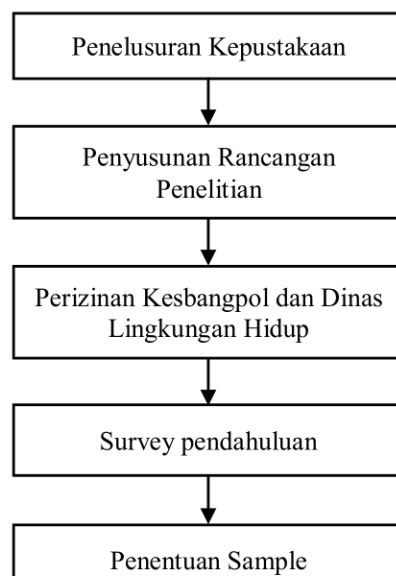 Penelusuran Kepustakaan
Penyusunan Rancangan
Penelitian
Perizinan Kesbangpol dan Dinas
Lingkungan Hidup
Survey pendahuluan
Penentuan Sample